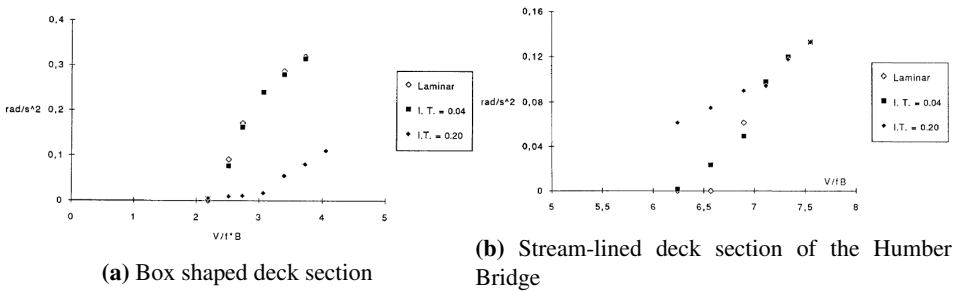 0,4
0,3
rad/s^2
0,2
0,1
0
0 1 2 3 4 5
V/f*B
Laminar
I. T. = 0.04
I.T. = 0.20
(a) Box shaped deck section
0,16
0,12
rad/s^2
0,08
0,04
0
5 5,5 6 6,5 7 7,5 8
V/fB
Laminar
I. T. = 0.04
I.T. = 0.20
(b) Stream-lined deck section of the Humber
Bridge